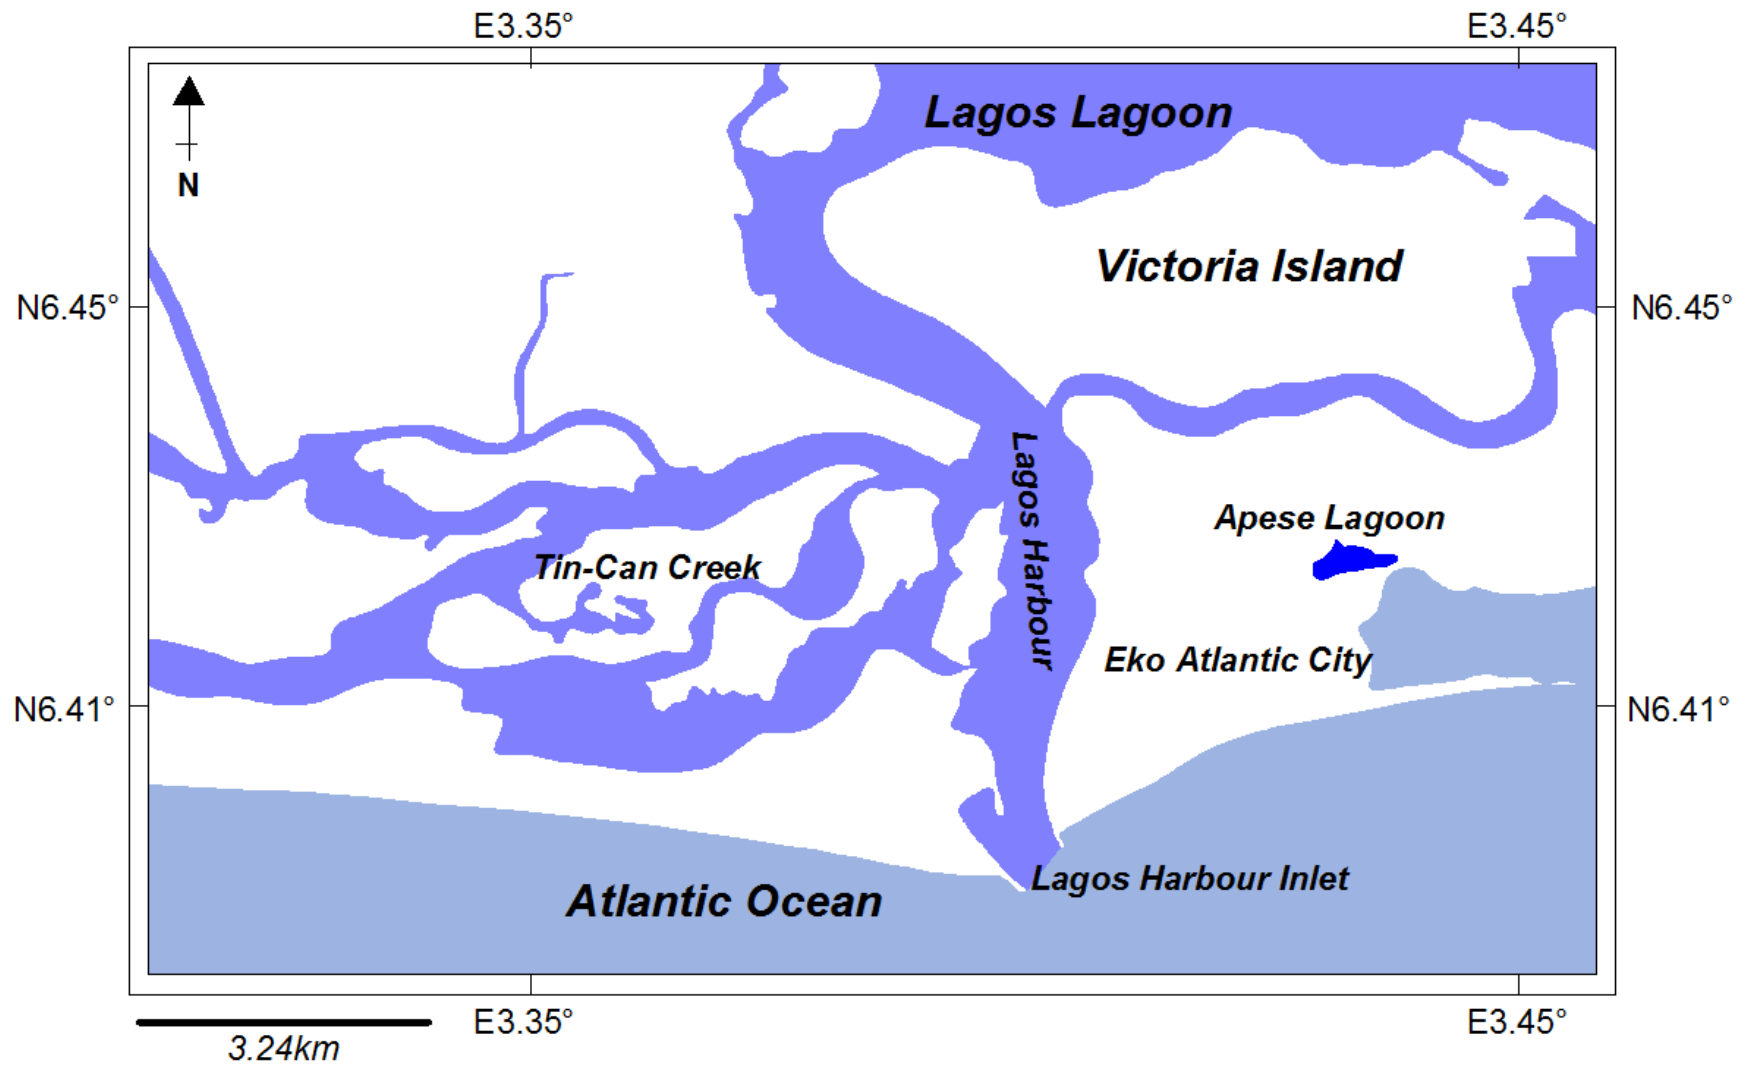 E3.35°
E3.45°
Lagos Lagoon
N
Victoria Island
N6.45°
N6.45°
Lagos Harbour
Apese Lagoon
Tin-Can Creek
Eko Atlantic City
N6.41°
N6.41°
Lagos Harbour Inlet
Atlantic Ocean
E3.35°
E3.45°
3.24km